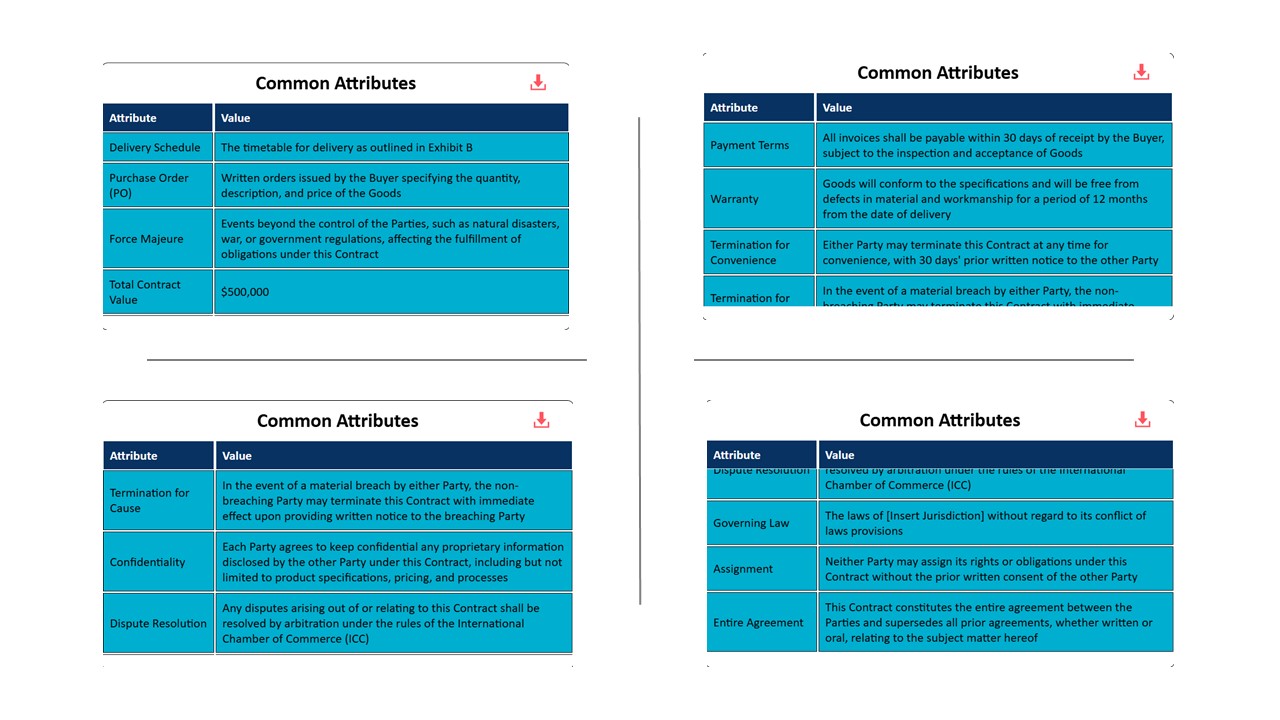 Common Attributes
Attribute Value
Delivery Schedule The timetable for delivery as outlined in Exhibit B
Purchase Order
(PO)
Written orders issued by the Buyer specifying the quantity,
description, and price of the Goods
Force Majeure
Events beyond the control of the Parties, such as natural disasters,
war, or government regulations, affecting the fulfillment of
obligations under this Contract
Total Contract
Value
$500,000
Common Attributes
Attribute Value
Payment Terms
All invoices shall be payable within 30 days of receipt by the Buyer,
subject to the inspection and acceptance of Goods
Warranty
Goods will conform to the specifications and will be free from
defects in material and workmanship for a period of 12 months
from the date of delivery
Termination for
Convenience
Either Party may terminate this Contract at any time for
convenience, with 30 days' prior written notice to the other Party
Termination for
In the event of a material breach by either Party, the non-
breaching Party may terminate this Contract with immediate
Common Attributes
Attribute Value
Termination for
Cause
In the event of a material breach by either Party, the non-
breaching Party may terminate this Contract with immediate
effect upon providing written notice to the breaching Party
Confidentiality
Each Party agrees to keep confidential any proprietary information
disclosed by the other Party under this Contract, including but not
limited to product specifications, pricing, and processes
Dispute Resolution
Any disputes arising out of or relating to this Contract shall be
resolved by arbitration under the rules of the International
Chamber of Commerce (ICC)
Common Attributes
Attribute Value
Dispute Resolution
resolved by arbitration under the rules of the International
Chamber of Commerce (ICC)
Governing Law
The laws of [Insert Jurisdiction] without regard to its conflict of
laws provisions
Assignment
Neither Party may assign its rights or obligations under this
Contract without the prior written consent of the other Party
Entire Agreement
This Contract constitutes the entire agreement between the
Parties and supersedes all prior agreements, whether written or
oral, relating to the subject matter hereof